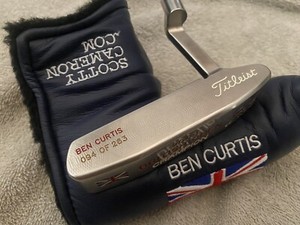 SCOTTY
CAMERON
.COM
Titleist
BEN CURTIS
094 OF 263
BEN CURTIS